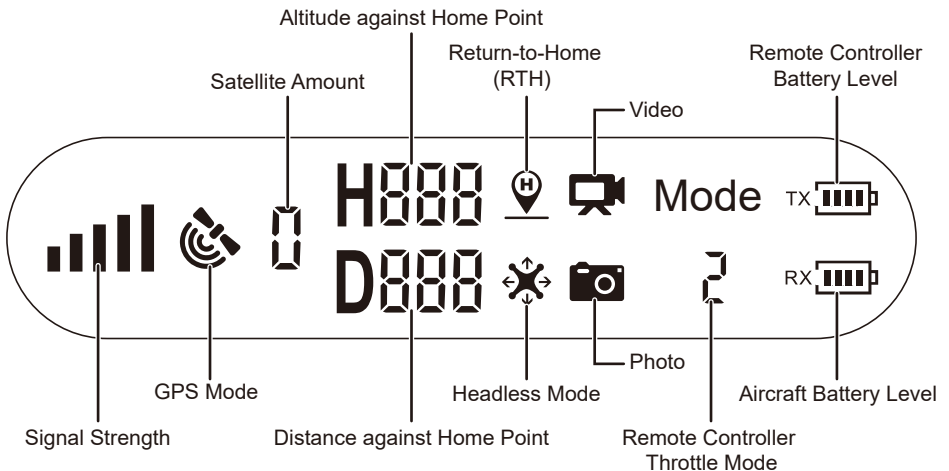 Altitude against Home Point
Return-to-Home
(RTH)
Remote Controller
Battery Level
Satellite Amount
Video
H888
H
Mode
TX
0
D888
2
RX
Photo
GPS Mode
Headless Mode
Aircraft Battery Level
Signal Strength
Distance against Home Point
Remote Controller
Throttle Mode